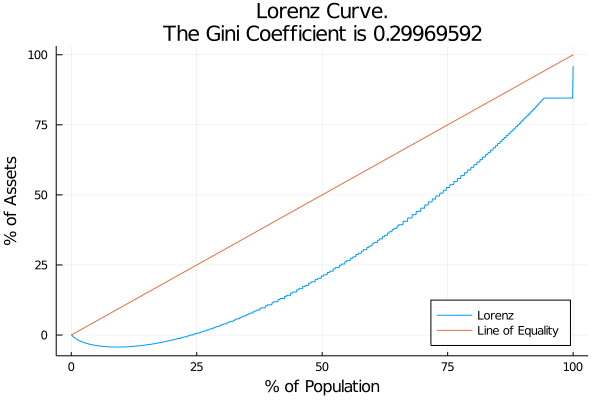 Lorenz Curve.
The Gini Coefficient is 0.29969592
% of Assets
100
75
50
25
0
0 25 50 75 100
% of Population
Lorenz
Line of Equality